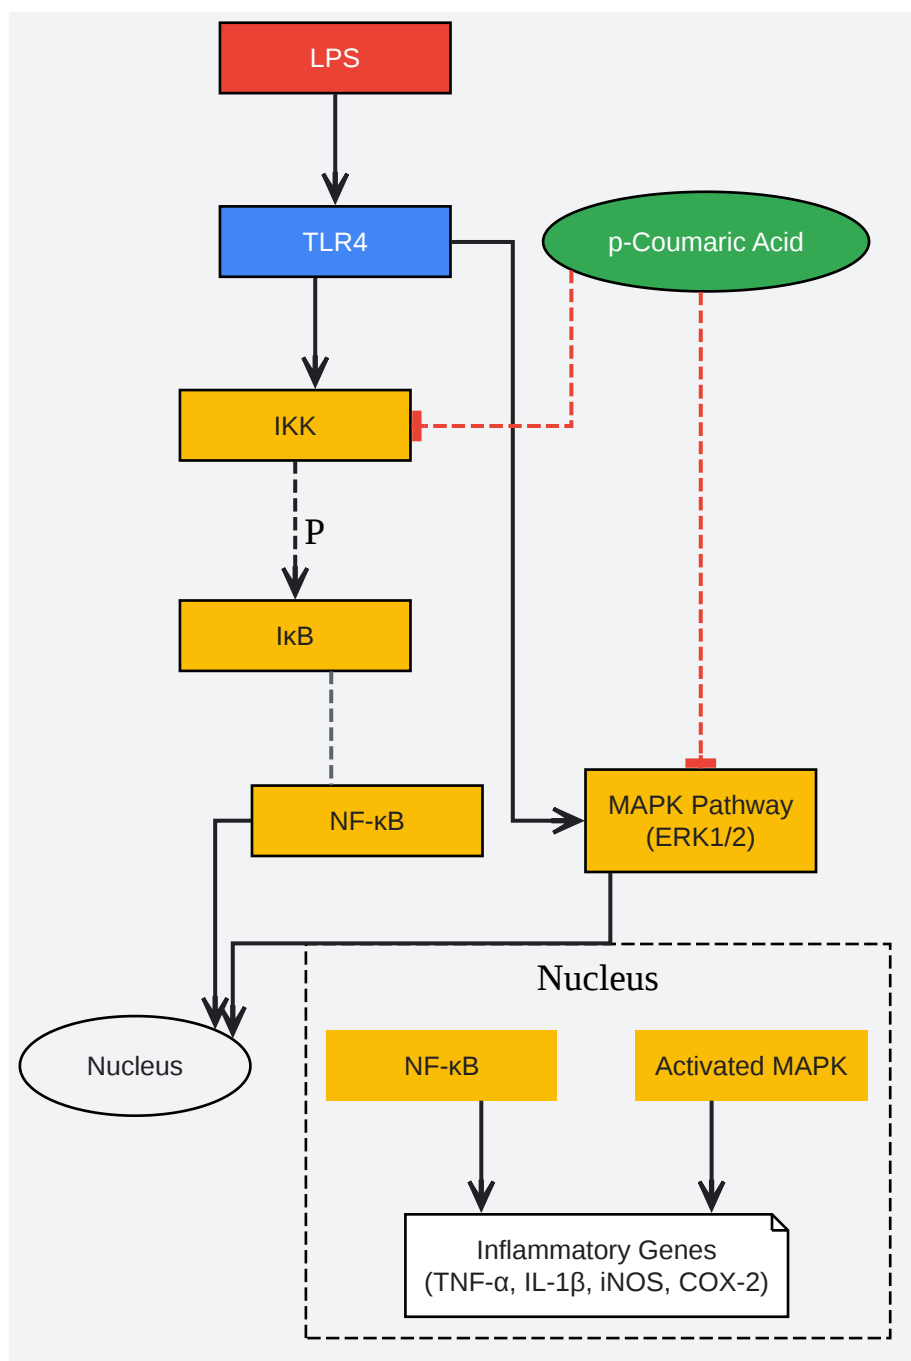 LPS
TLR4
p-Coumaric Acid
IKK
P
IκB
NF-κB
MAPK Pathway
(ERK1/2)
Nucleus
Nucleus
NF-κB
Activated MAPK
Inflammatory Genes
(TNF-α, IL-1β, iNOS, COX-2)